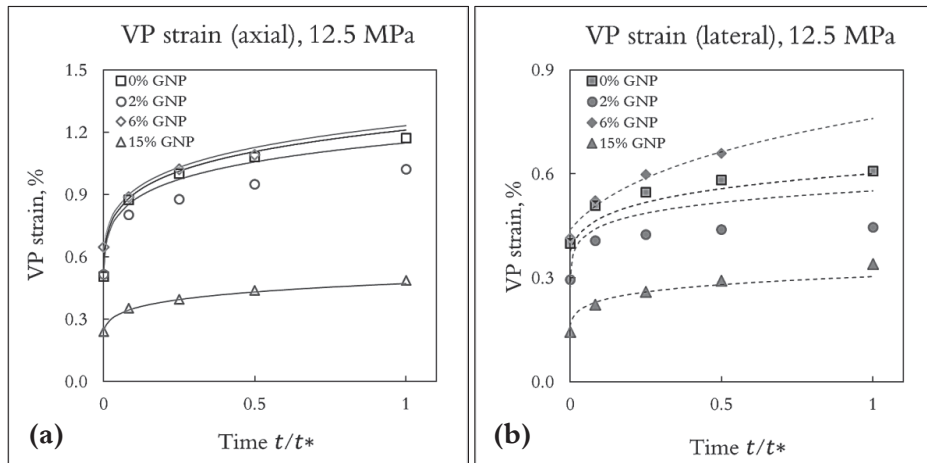 VP strain (axial), 12.5 MPa
1.5
1.2
0.9
0.6
0.3
0.0
VP strain, %
0% GNP
2% GNP
6% GNP
15% GNP
0
0.5
1
Time t/t*
(a)
VP strain (lateral), 12.5 MPa
0.9
0.6
0.3
0.0
VP strain, %
0% GNP
2% GNP
6% GNP
15% GNP
0
0.5
1
Time t/t*
(b)